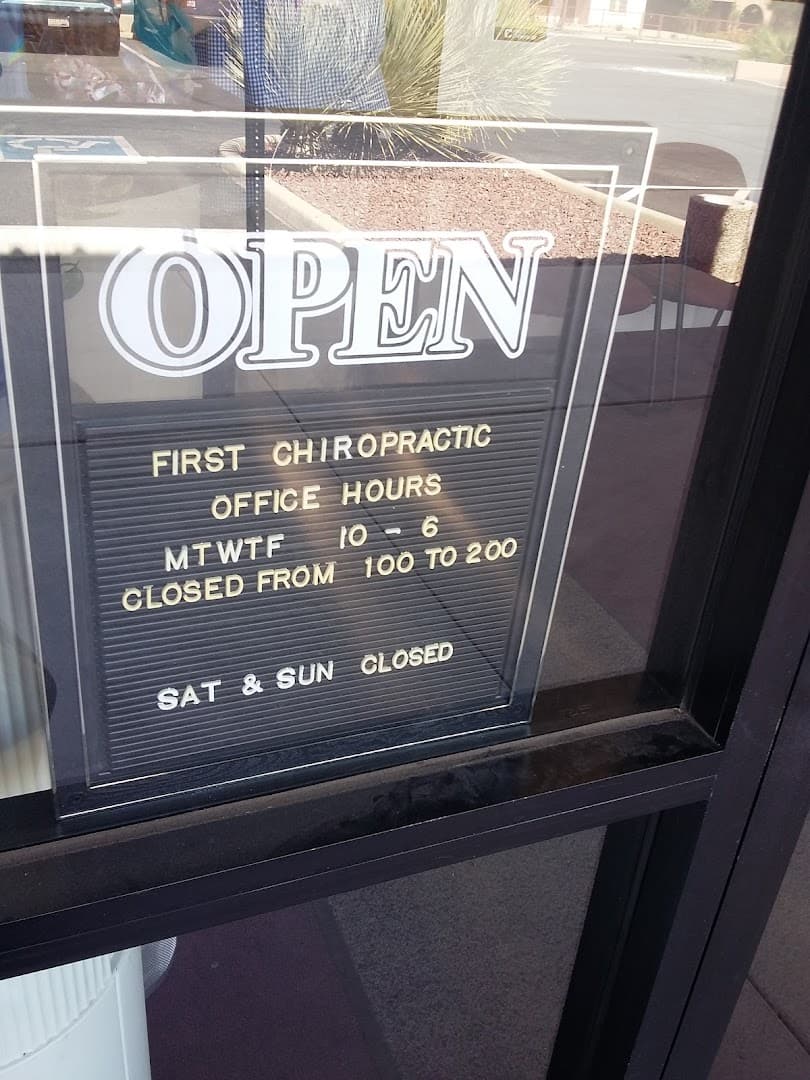 OPEN
FIRST CHIROPRACTIC
OFFICE HOURS
MTWTF 10 - 6
CLOSED FROM 100 TO 200
SAT & SUN CLOSED